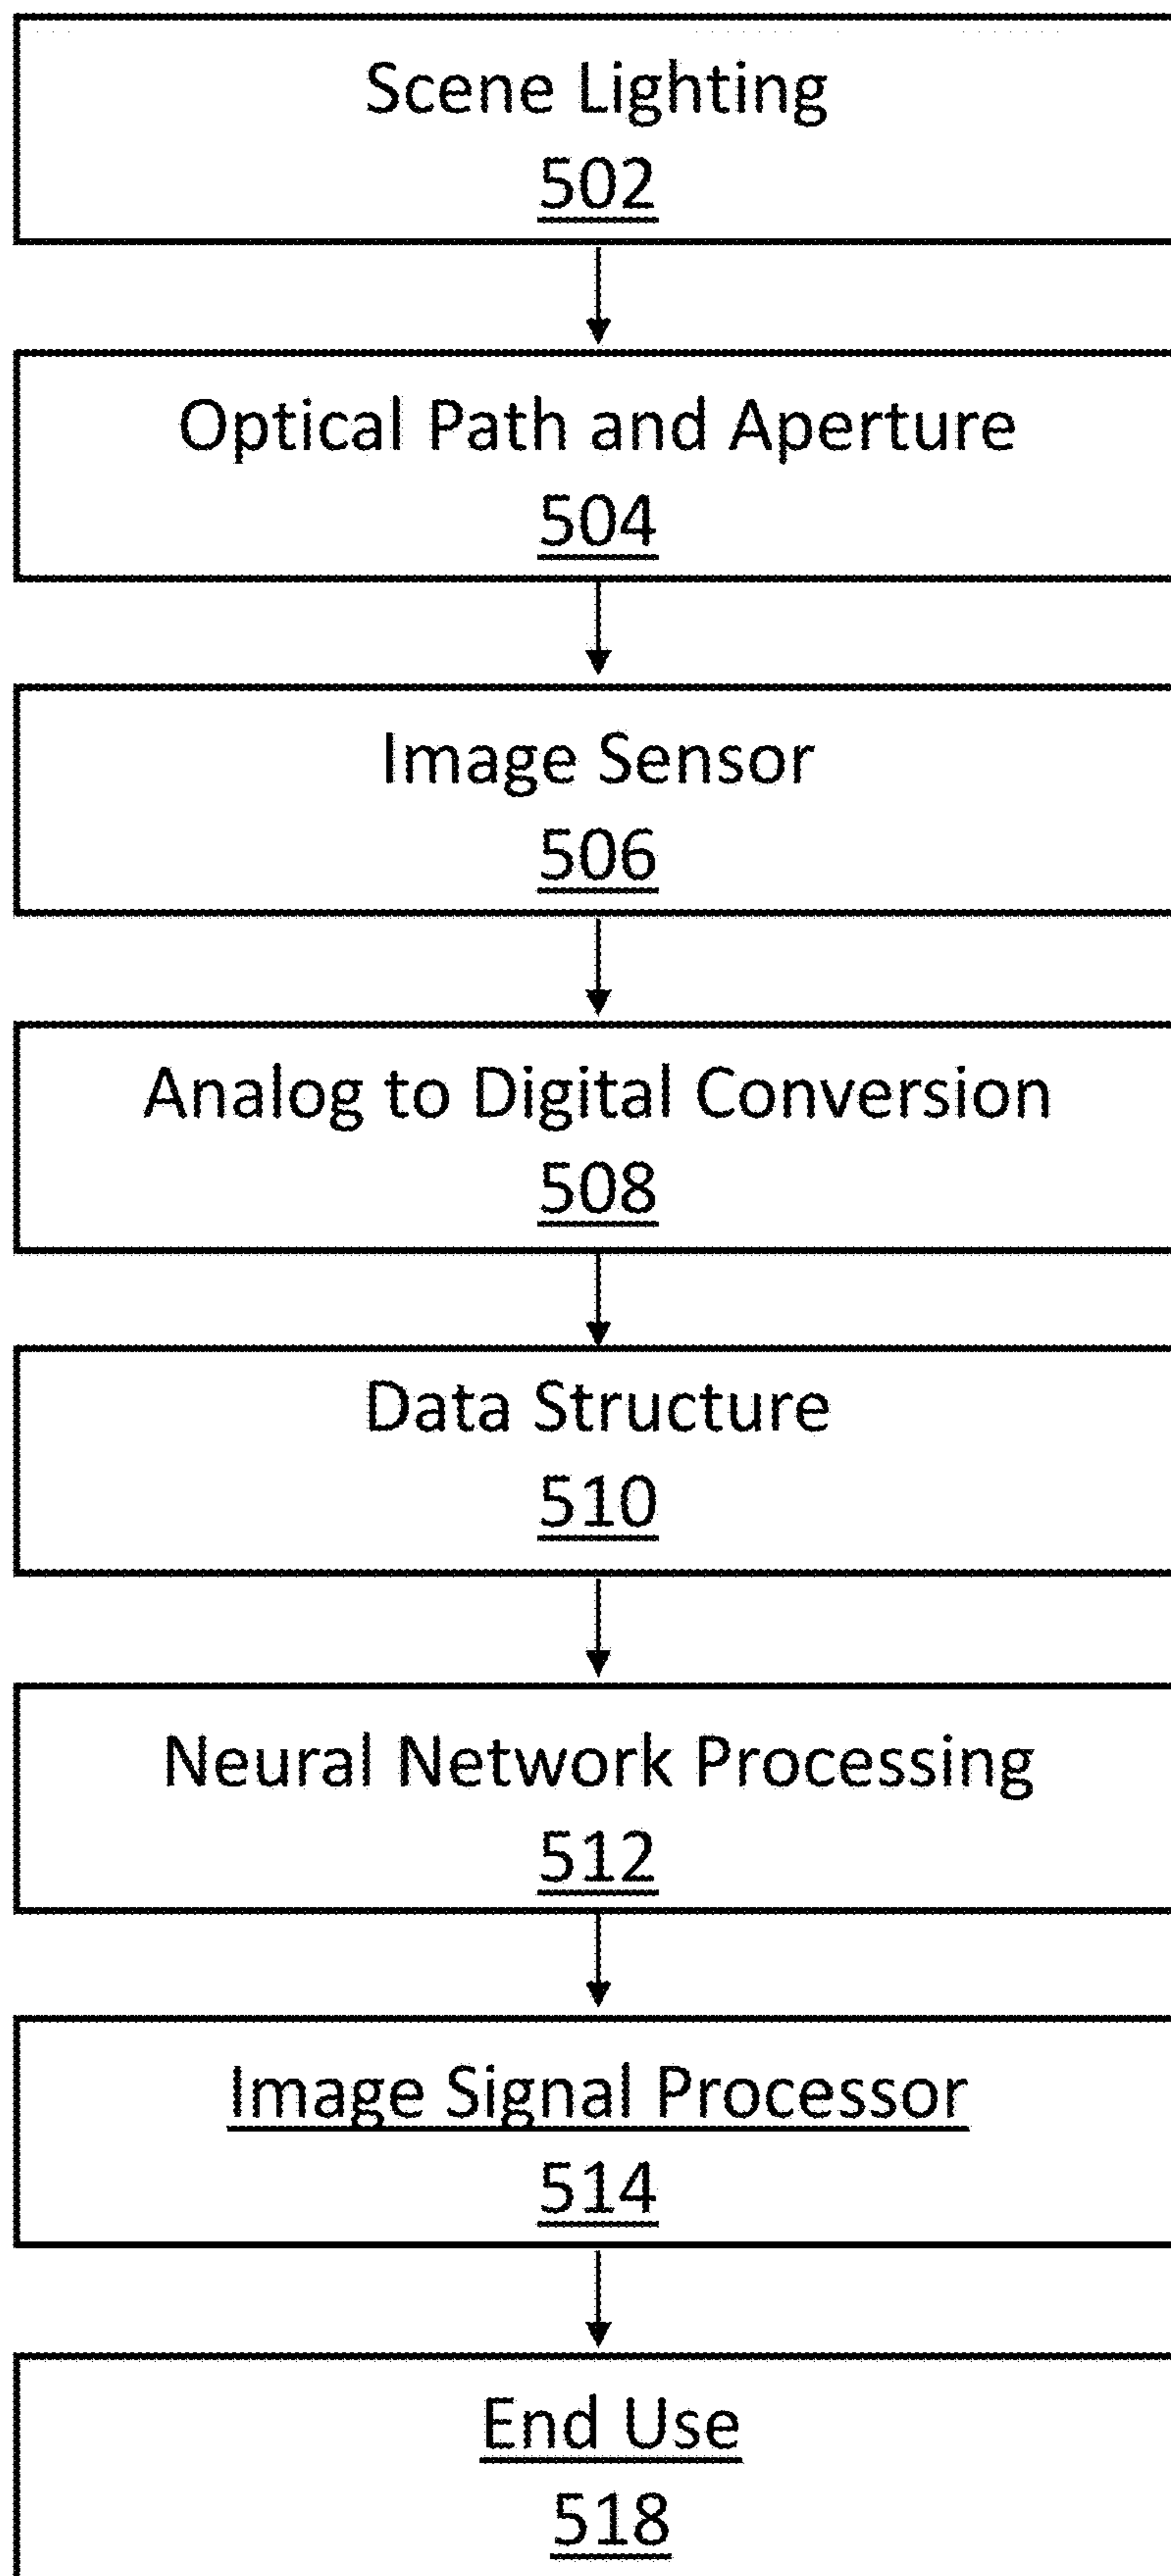 Scene Lighting
502
Optical Path and Aperture
504
Image Sensor
506
Analog to Digital Conversion
508
Data Structure
510
Neural Network Processing
512
Image Signal Processor
514
End Use
518